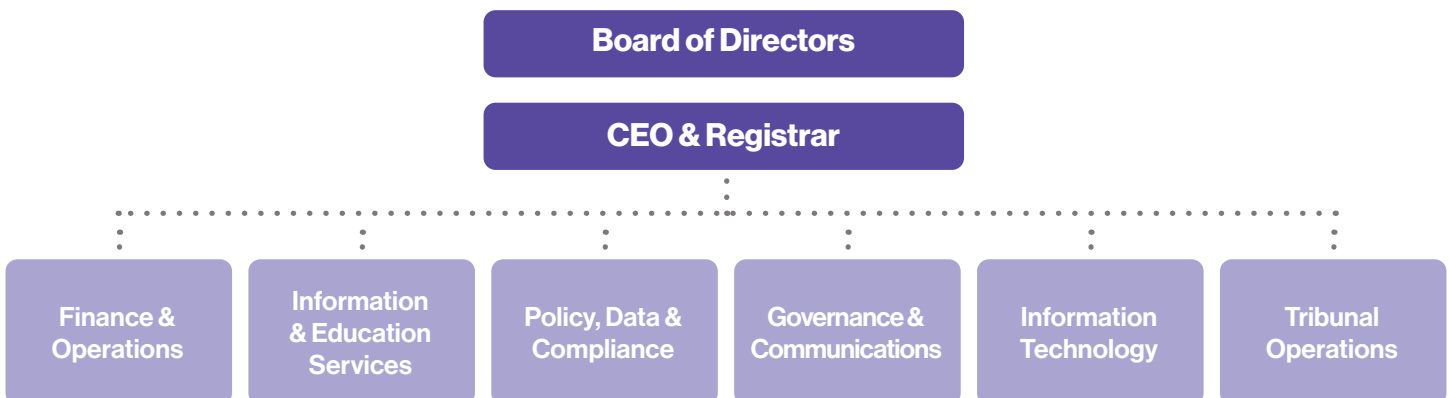 Board of Directors
CEO & Registrar
Finance &
Operations
Information
& Education
Services
Policy, Data &
Compliance
Governance &
Communications
Information
Technology
Tribunal
Operations